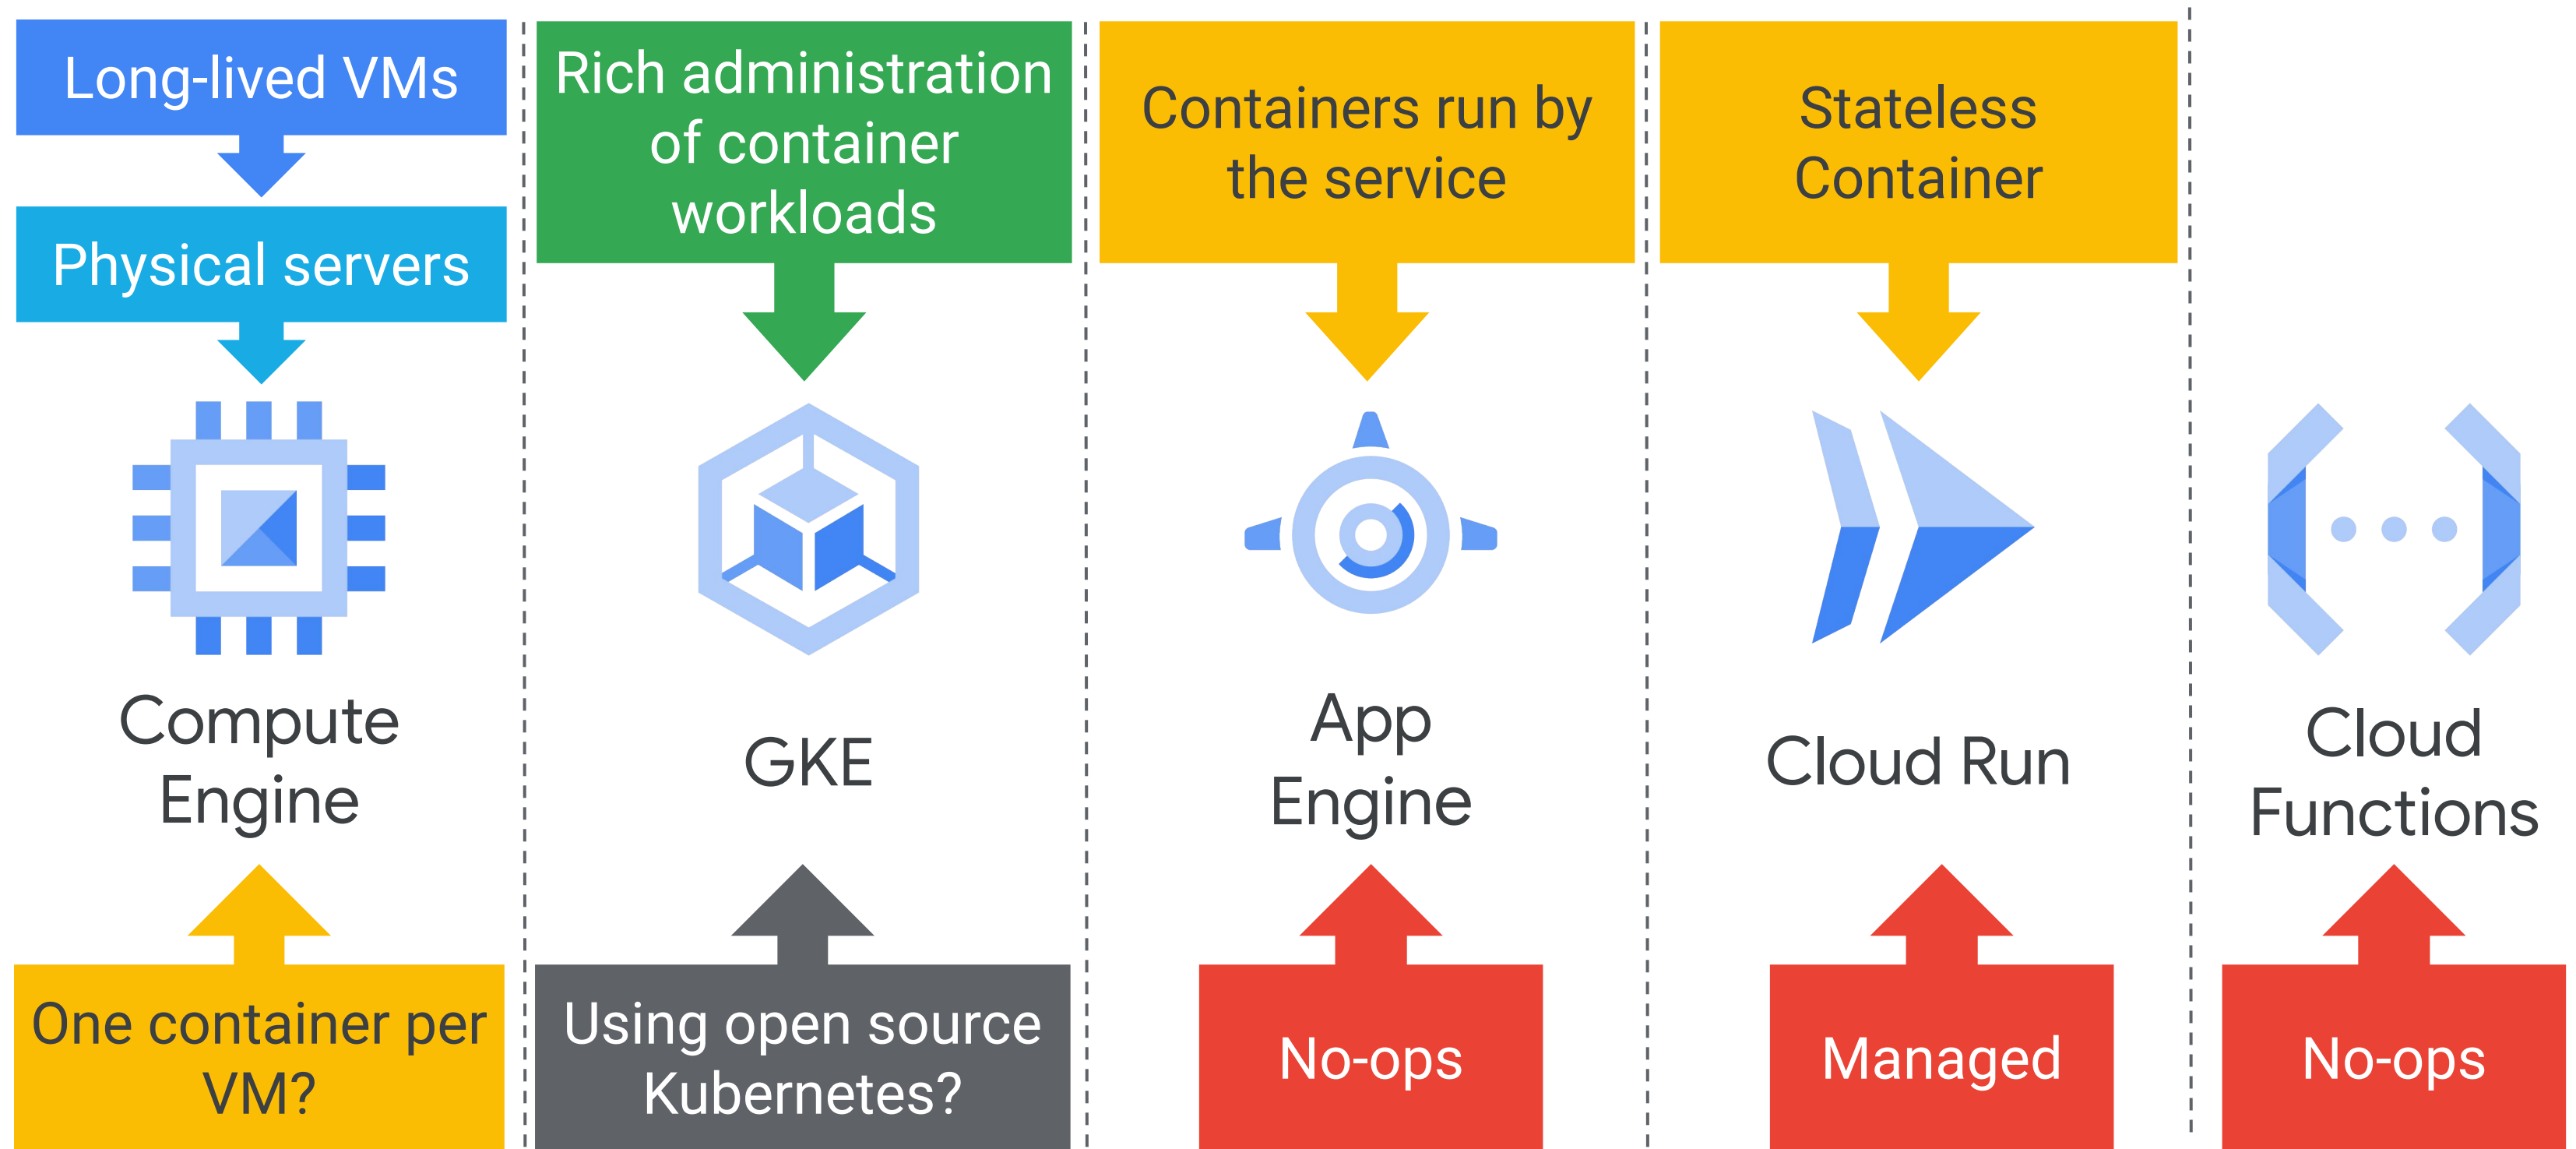 Long-lived VMs
Physical servers
Compute
Engine
One container per
VM?
Rich administration
of container
workloads
GKE
Using open source
Kubernetes?
Containers run by
the service
App
Engine
No-ops
Stateless
Container
Cloud Run
Managed
Cloud
Functions
No-ops